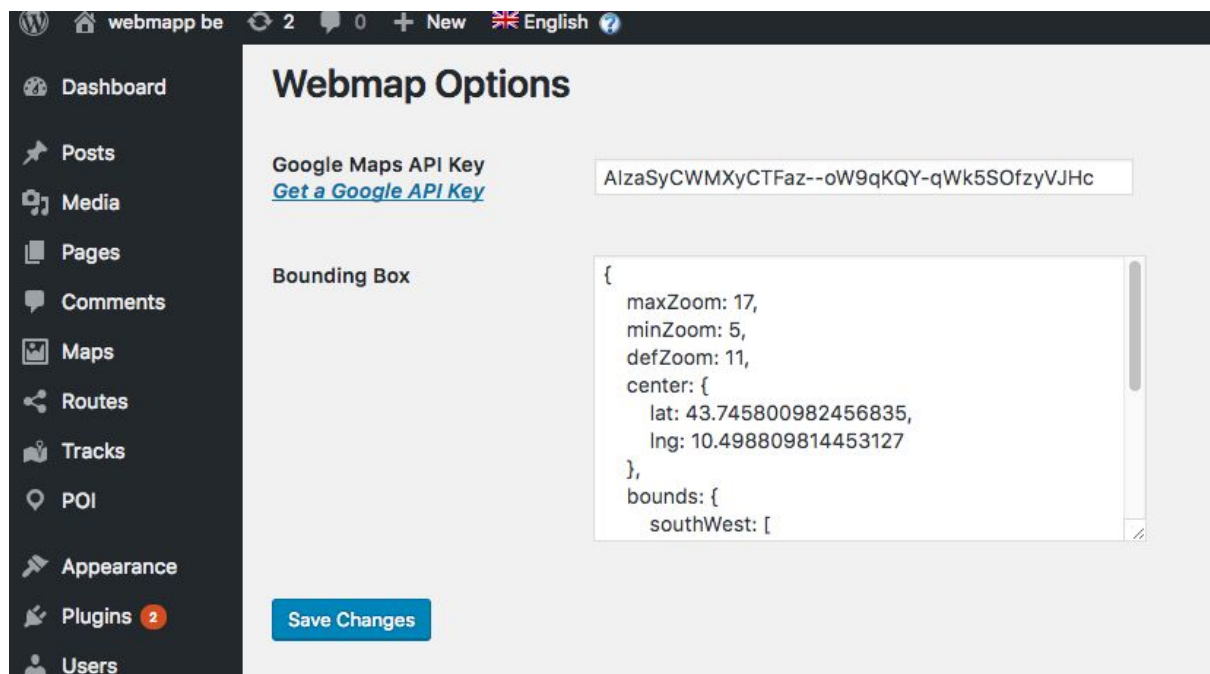 webmapp be 2 0 New English
Dashboard
Posts
Media
Pages
Comments
Maps
Routes
Tracks
POI
Appearance
Plugins 2
Users
Webmap Options
Google Maps API Key
Get a Google API Key
AIzaSyCWMXyCTFaz--oW9qKQY-qWk5SOfzyVJHc
Bounding Box
{
maxZoom: 17,
minZoom: 5,
defZoom: 11,
center: {
lat: 43.745800982456835,
lng: 10.498809814453127
},
bounds: {
southWest: [
Save Changes